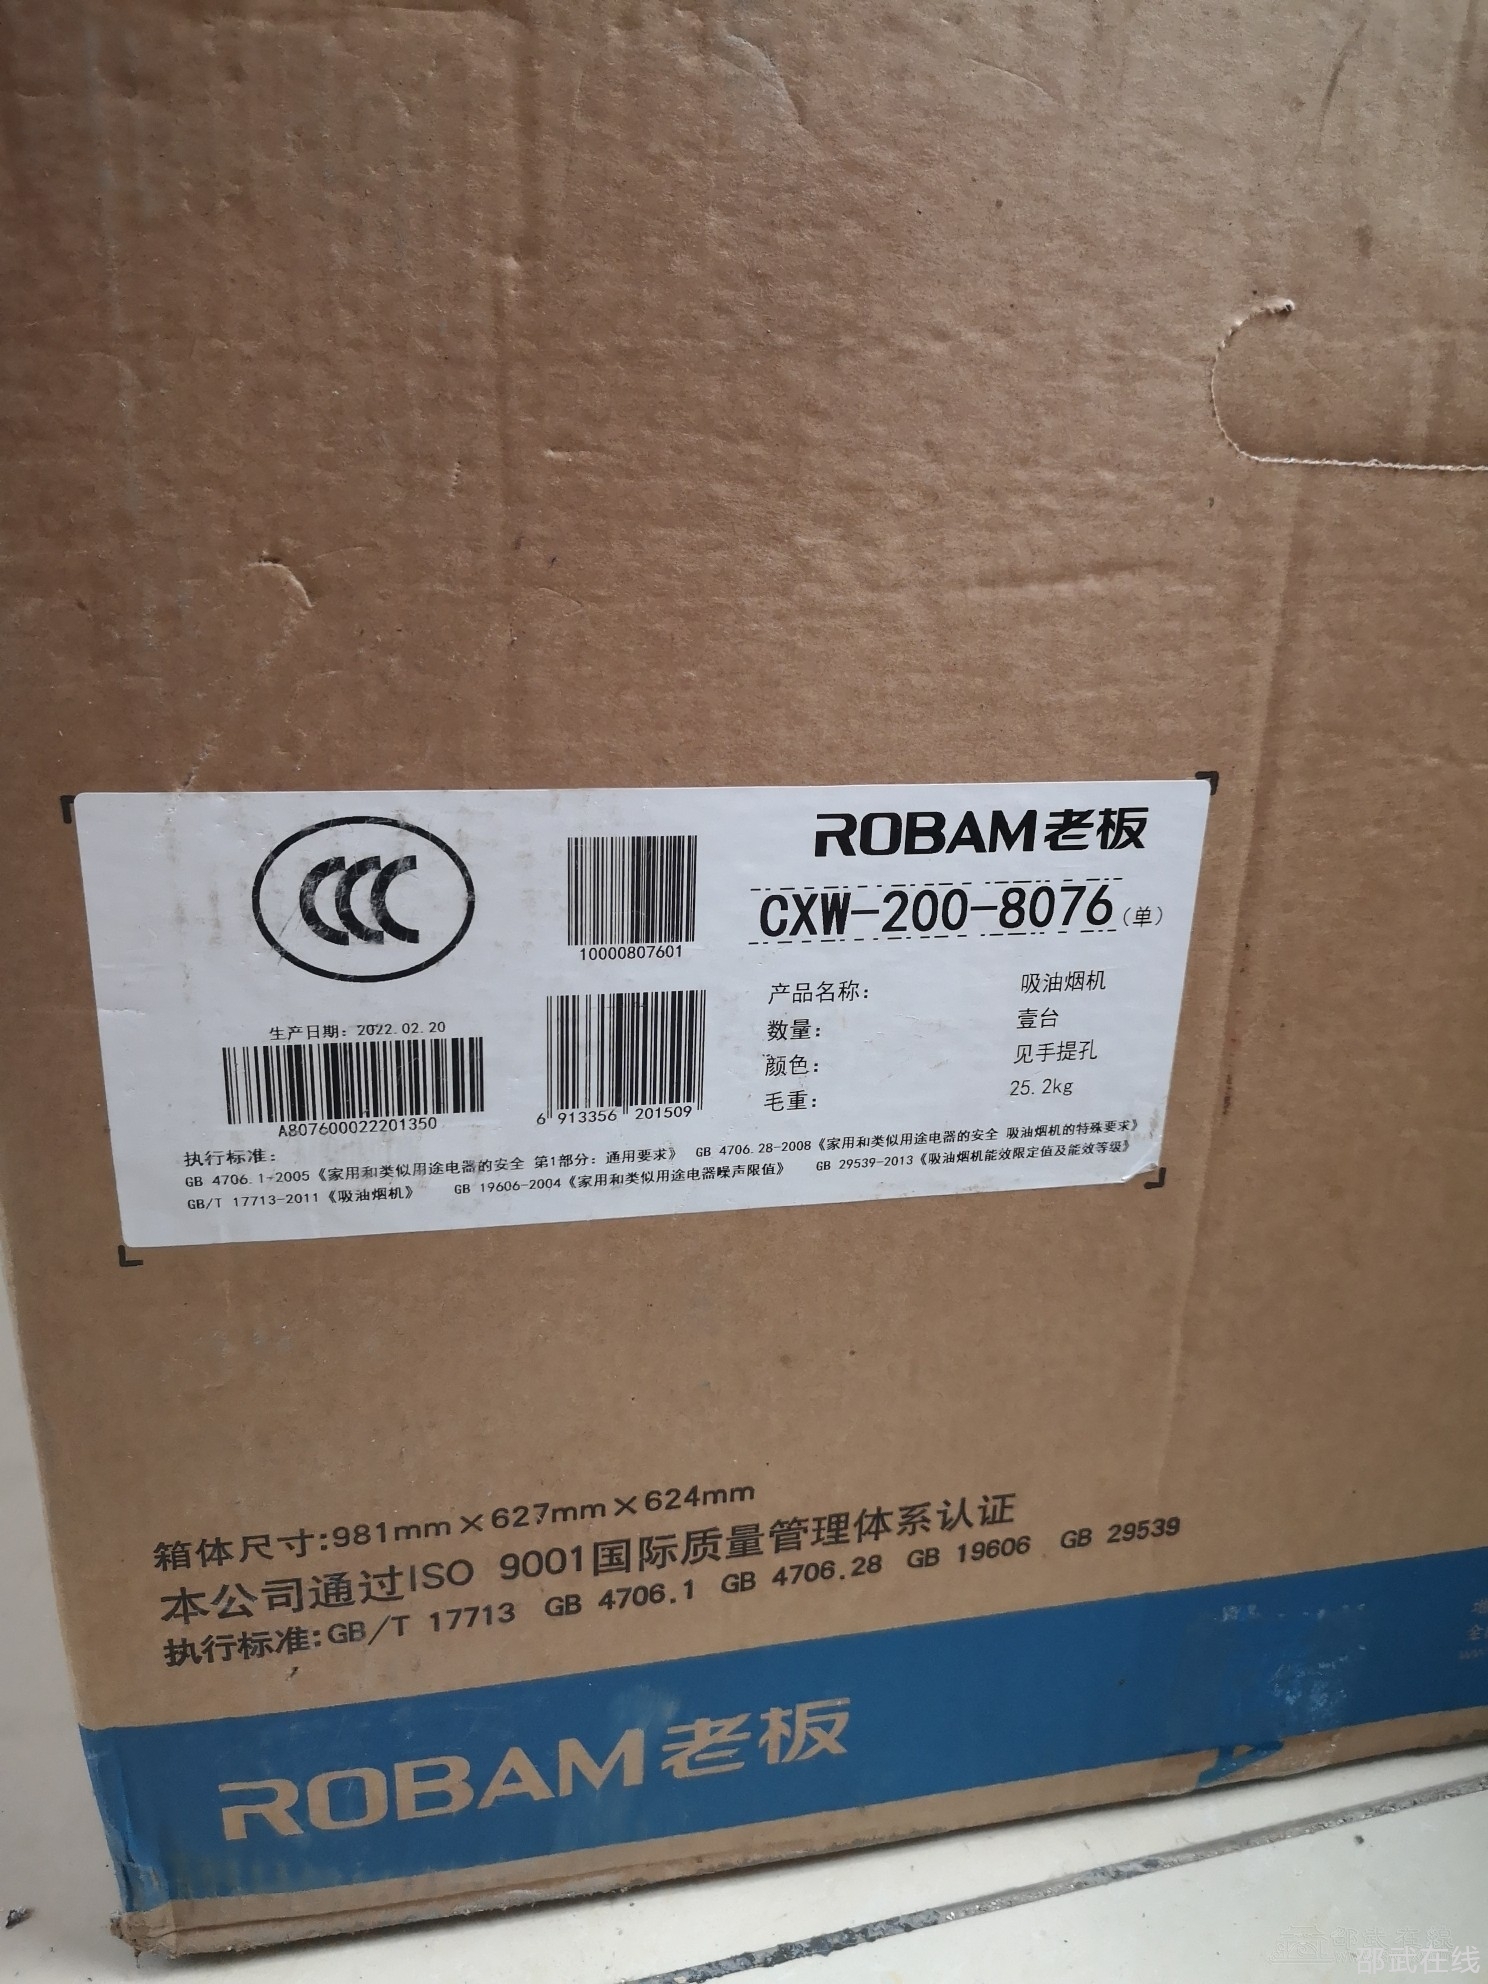 CCC
10000807601
ROBAM老板
CXW-200-8076(单)
产品名称: 吸油烟机
数量: 壹台
颜色: 见手提孔
毛重: 25.2kg
生产日期: 2022.02.20
A807600022201350
6 913356 201509
执行标准:
GB 4706.1-2005《家用和类似用途电器的安全 第1部分: 通用要求》 GB 4706.28-2008《家用和类似用途电器的安全 吸油烟机的特殊要求》
GB/T 17713-2011《吸油烟机》 GB 19606-2004《家用和类似用途电器噪声限值》 GB 29539-2013《吸油烟机能效限定值及能效等级》
箱体尺寸:981mm×627mm×624mm
本公司通过ISO 9001国际质量管理体系认证
执行标准:GB/T 17713 GB 4706.1 GB 4706.28 GB 19606 GB 29539
ROBAM老板
邵武在线